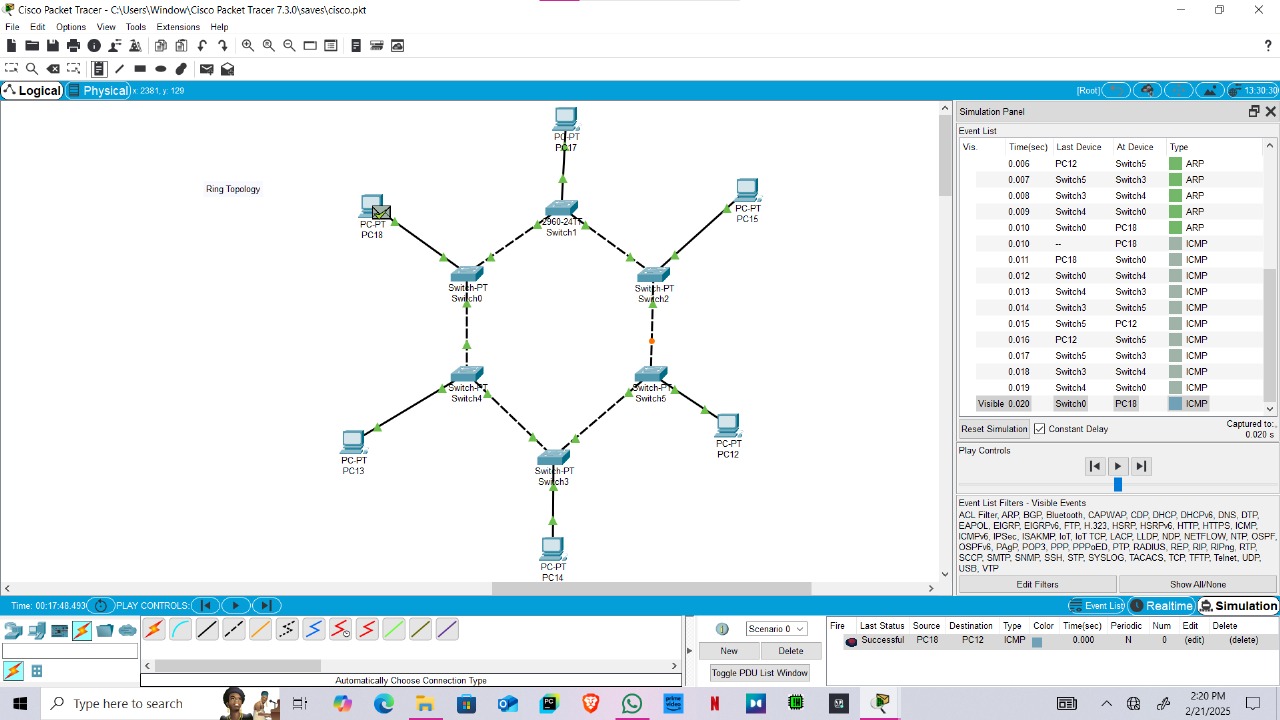 Cisco Packet Tracer - C:\Users\Window\Cisco Packet Tracer 7.3.0\saves\cisco.pkt
File Edit Options View Tools Extensions Help
Logical Physical x: 2381, y: 129 [Root] 13:30:30
Ring Topology
PC-PT
PC17
PC-PT
PC18
2960-24TT
Switch1
PC-PT
PC15
Switch-PT
Switch0
Switch-PT
Switch2
Switch-PT
Switch4
Switch-PT
Switch5
PC-PT
PC13
Switch-PT
Switch3
PC-PT
PC12
PC-PT
PC14
Simulation Panel
Event List
Vis. Time(sec) Last Device At Device Type
0.006 PC12 Switch5 ARP
0.007 Switch5 Switch3 ARP
0.008 Switch3 Switch4 ARP
0.009 Switch4 Switch0 ARP
0.010 Switch0 PC18 ARP
0.010 -- PC18 ICMP
0.011 PC18 Switch0 ICMP
0.012 Switch0 Switch4 ICMP
0.013 Switch4 Switch3 ICMP
0.014 Switch3 Switch5 ICMP
0.015 Switch5 PC12 ICMP
0.016 PC12 Switch5 ICMP
0.017 Switch5 Switch3 ICMP
0.018 Switch3 Switch4 ICMP
0.019 Switch4 Switch0 ICMP
Visible 0.020 Switch0 PC18 ICMP
Reset Simulation Constant Delay Captured to:
0.020 s
Play Controls
Event List Filters - Visible Events
ACL Filter, ARP, BGP, Bluetooth, CAPWAP, CDP, DHCP, DHCPv6, DNS, DTP,
EAPOL, EIGRP, EIGRPv6, FTP, H.323, HSRP, HSRPv6, HTTP, HTTPS, ICMP,
ICMPv6, IPSec, ISAKMP, IoT, IoT TCP, LACP, LLDP, NDP, NETFLOW, NTP, OSPF,
OSPFv6, PAgP, POP3, PPP, PPPoED, PTP, RADIUS, REP, RIP, RIPng, RTP,
SCCP, SMTP, SNMP, SSH, STP, SYSLOG, TACACS, TCP, TFTP, Telnet, UDP,
USB, VTP
Edit Filters Show All/None
Time: 00:17:48.493 PLAY CONTROLS: Event List Realtime Simulation
Automatically Choose Connection Type
Scenario 0
New Delete
Toggle PDU List Window
Fire Last Status Source Destination Type Color Time(sec) Periodic Num Edit Delete
Successful PC18 PC12 ICMP 0.000 N 0 (edit) (delete)
Type here to search
2:20 PM
2/21/2025